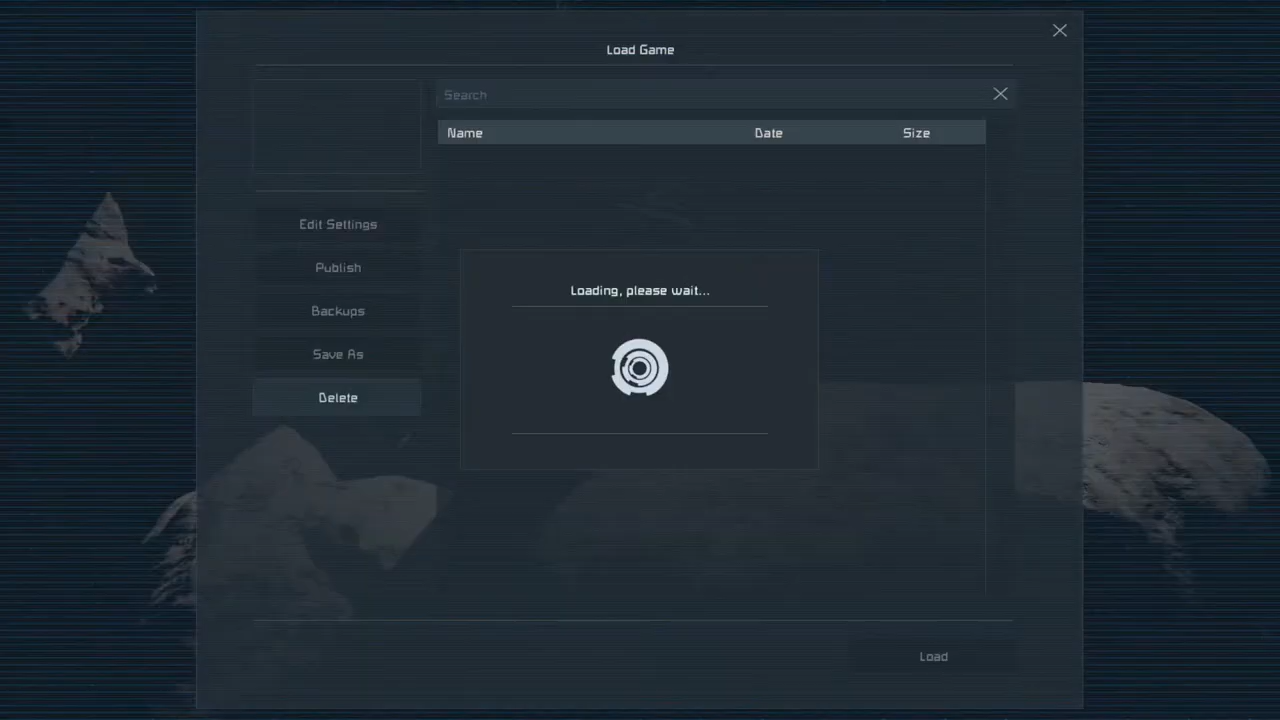 Load Game
Search
Name Date Size
Edit Settings
Publish
Backups
Save As
Delete
Loading, please wait...
Load